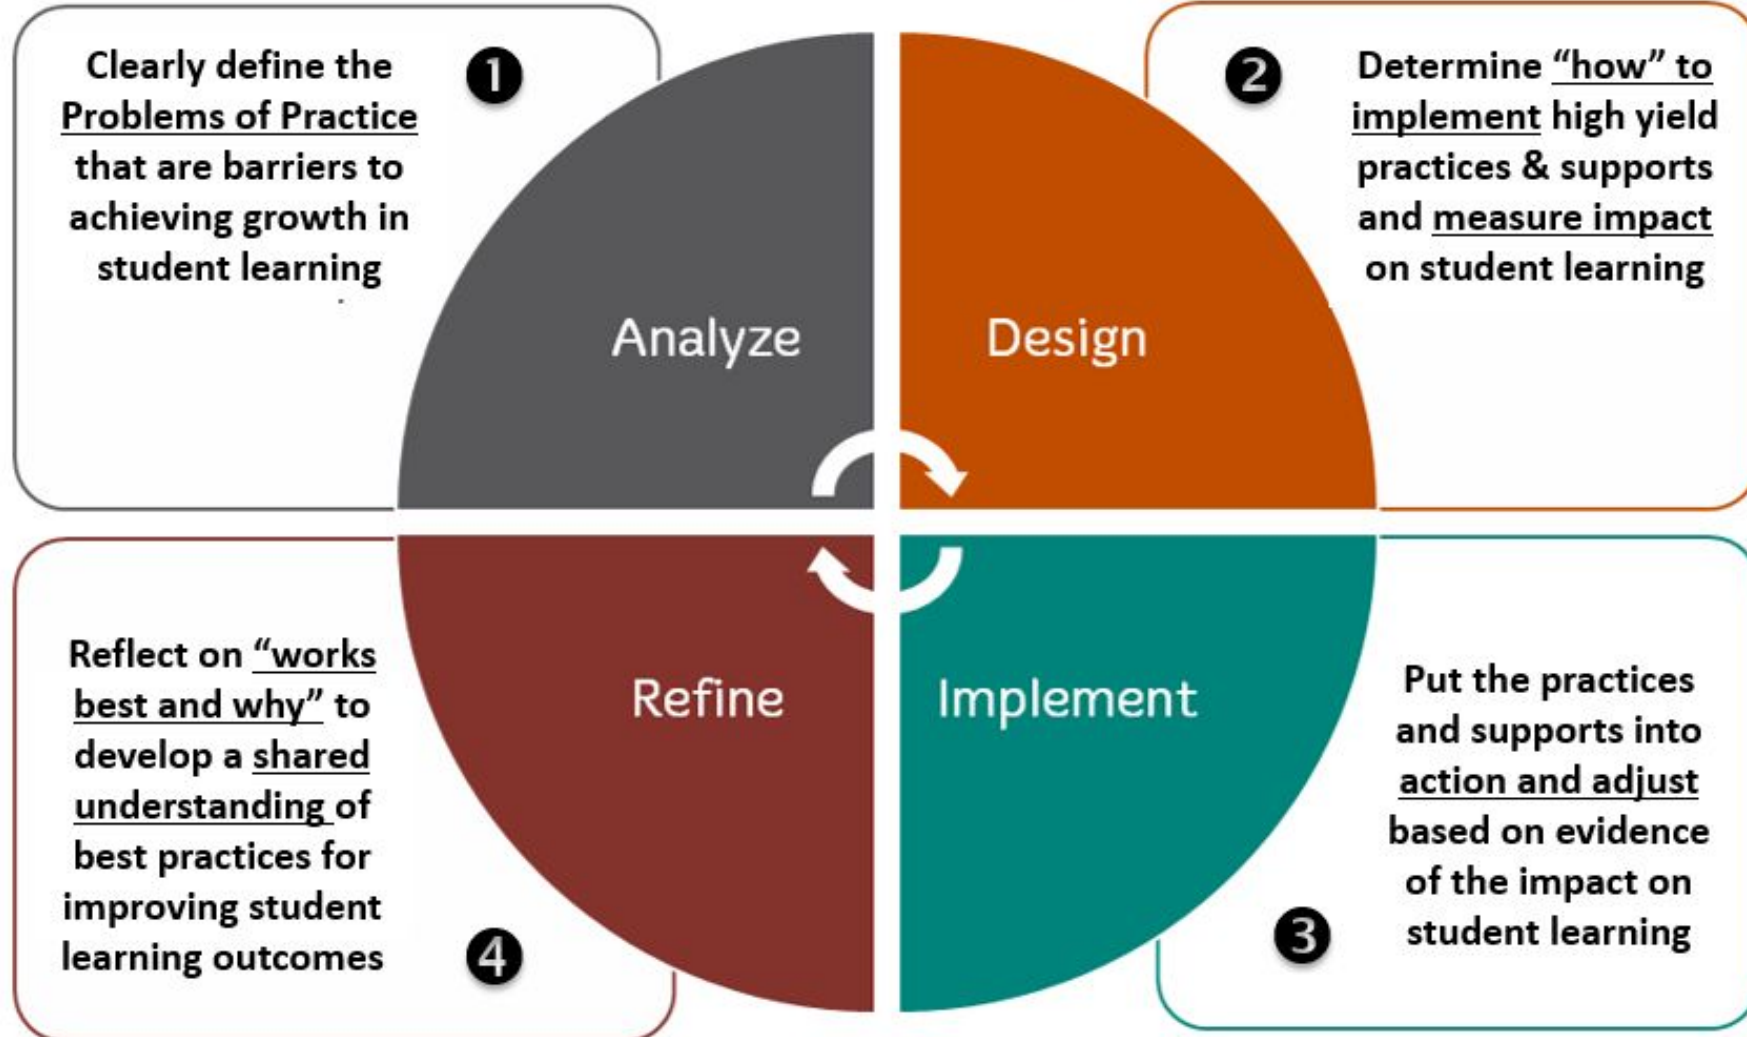 Clearly define the
Problems of Practice
that are barriers to
achieving growth in
student learning
1
Analyze
2
Determine “how” to
implement high yield
practices & supports
and measure impact
on student learning
Design
Put the practices
and supports into
action and adjust
based on evidence
of the impact on
student learning
3
Implement
Reflect on “works
best and why” to
develop a shared
understanding of
best practices for
improving student
learning outcomes
4
Refine